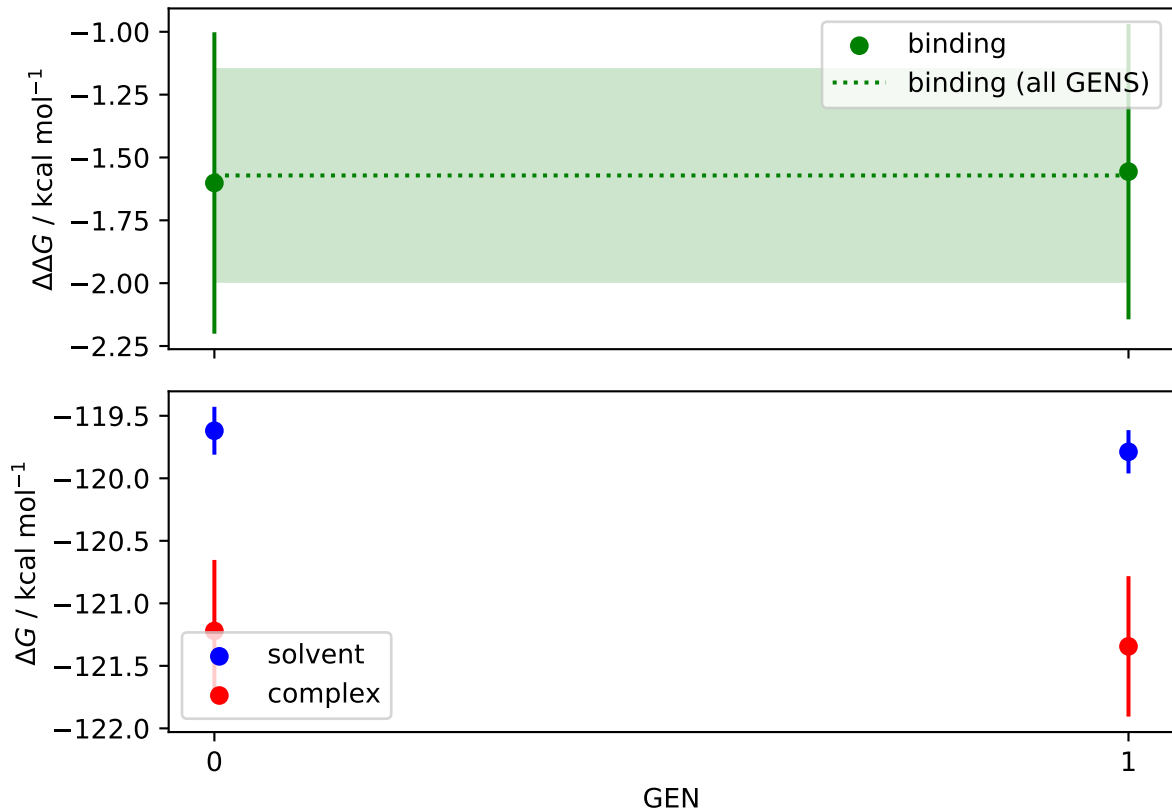 −1.00
−1.25
−1.50
−1.75
−2.00
−2.25
ΔΔG / kcal mol⁻¹
binding
binding (all GENS)
−119.5
−120.0
−120.5
−121.0
−121.5
−122.0
ΔG / kcal mol⁻¹
solvent
complex
0
1
GEN